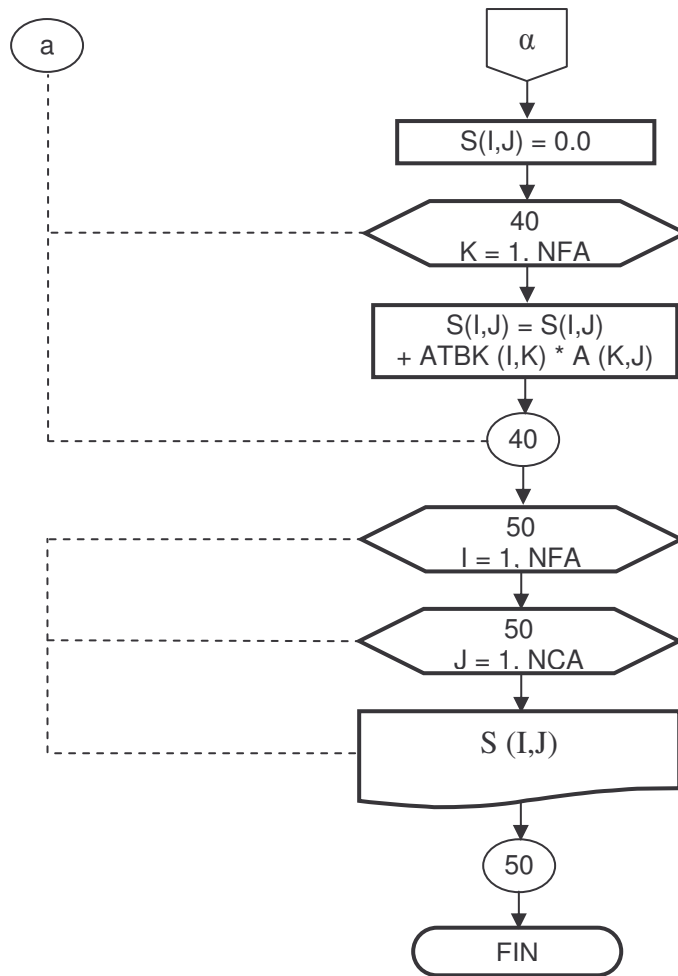 a
α
S(I,J) = 0.0
40
K = 1. NFA
S(I,J) = S(I,J)
+ ATBK (I,K) * A (K,J)
40
50
I = 1, NFA
50
J = 1. NCA
S (I,J)
50
FIN